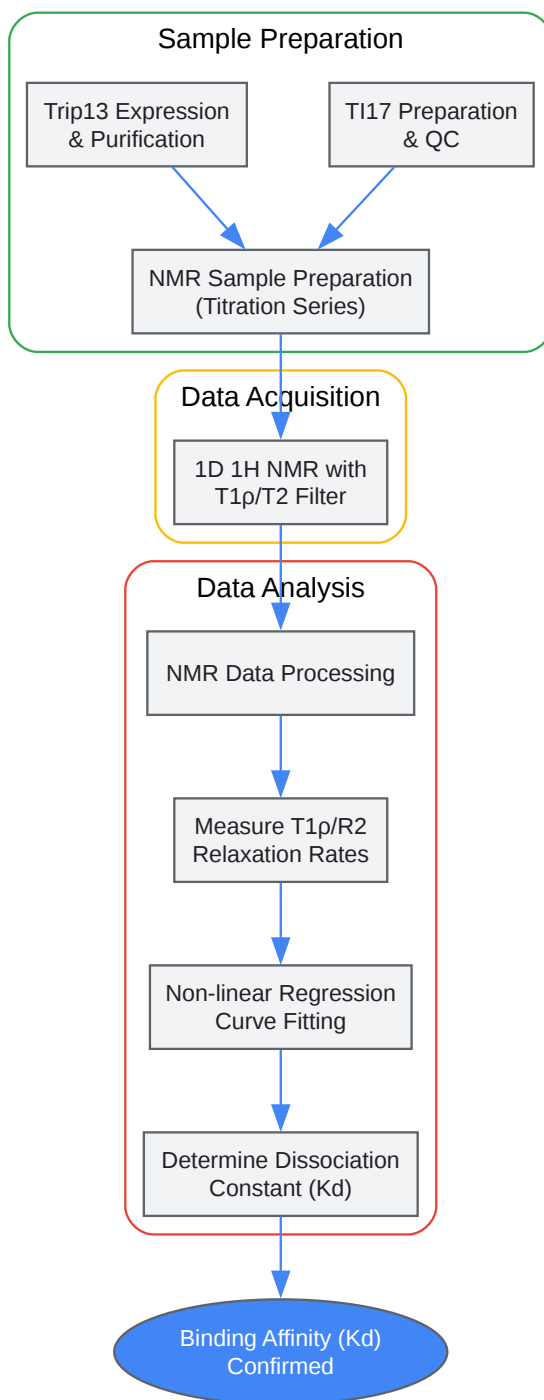 Sample Preparation
Trip13 Expression
& Purification
TI17 Preparation
& QC
NMR Sample Preparation
(Titration Series)
Data Acquisition
1D 1H NMR with
T1ρ/T2 Filter
Data Analysis
NMR Data Processing
Measure T1ρ/R2
Relaxation Rates
Non-linear Regression
Curve Fitting
Determine Dissociation
Constant (Kd)
Binding Affinity (Kd)
Confirmed